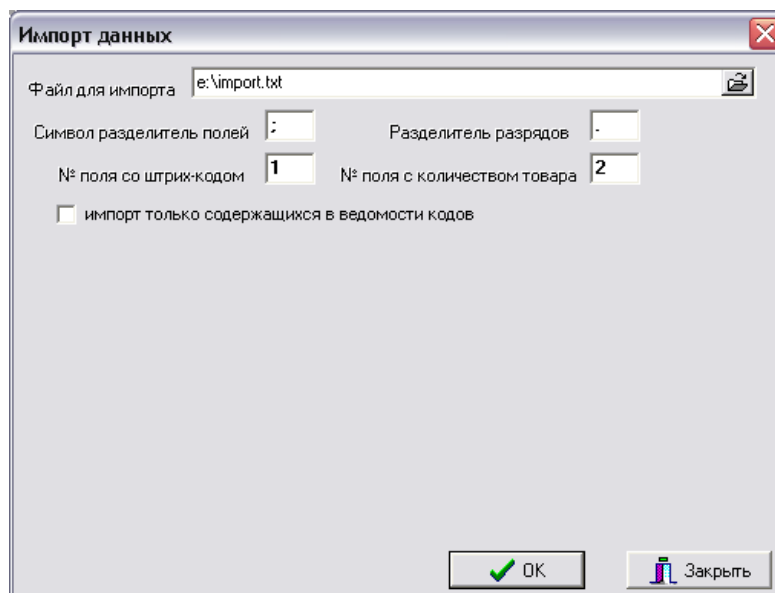 Импорт данных
Файл для импорта e:\import.txt
Символ разделитель полей ; Разделитель разрядов .
№ поля со штрих-кодом 1 № поля с количеством товара 2
импорт только содержащихся в ведомости кодов
OK Закрыть